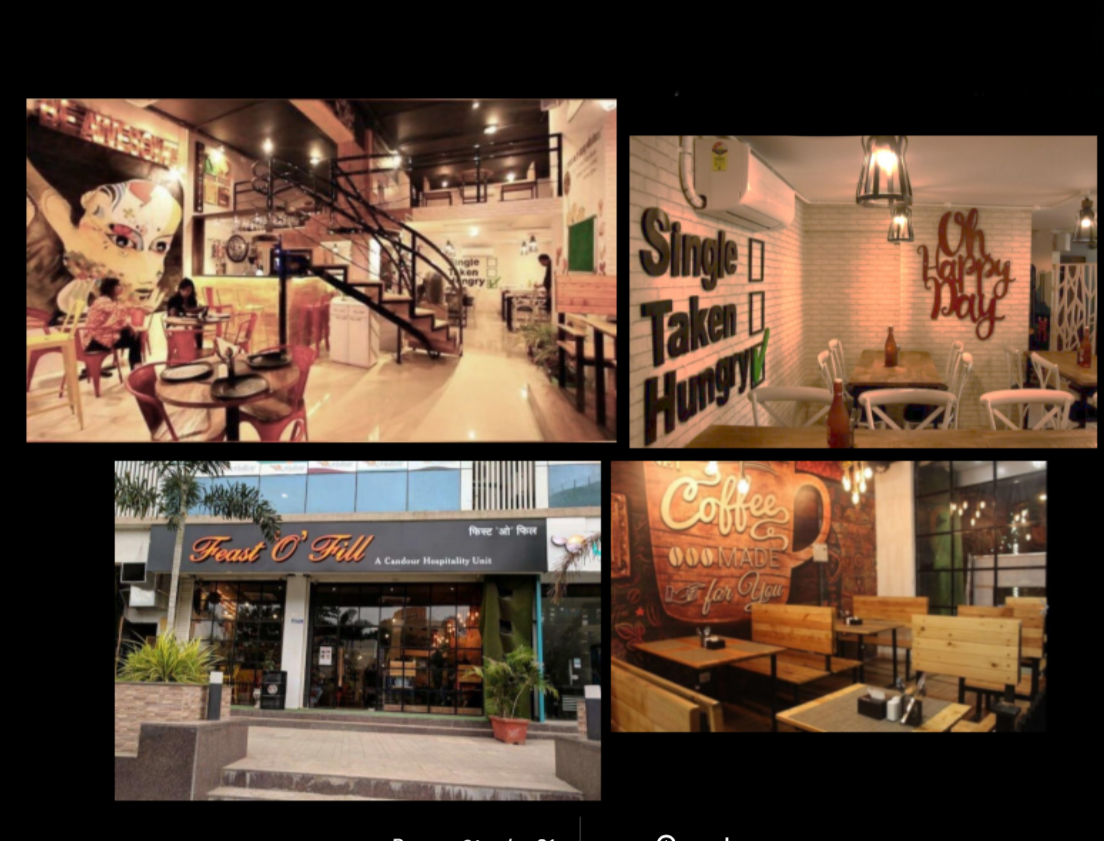 BE AWESOME
Single
Taken
Hungry
Single
Taken
Hungry
Oh
Happy
Day
Feast O' Fill
A Candour Hospitality Unit
फिस्ट 'ओ' फिल
Coffee
MADE
for You